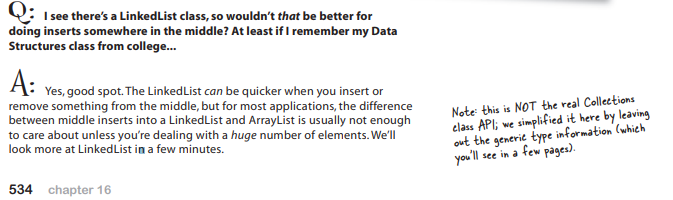 Q: I see there's a LinkedList class, so wouldn't that be better for
doing inserts somewhere in the middle? At least if I remember my Data
Structures class from college...
A: Yes, good spot. The LinkedList can be quicker when you insert or
remove something from the middle, but for most applications, the difference
between middle inserts into a LinkedList and ArrayList is usually not enough
to care about unless you're dealing with a huge number of elements. We'll
look more at LinkedList in a few minutes.
Note: this is NOT the real Collections
class API; we simplified it here by leaving
out the generic type information (which
you'll see in a few pages).
534 chapter 16